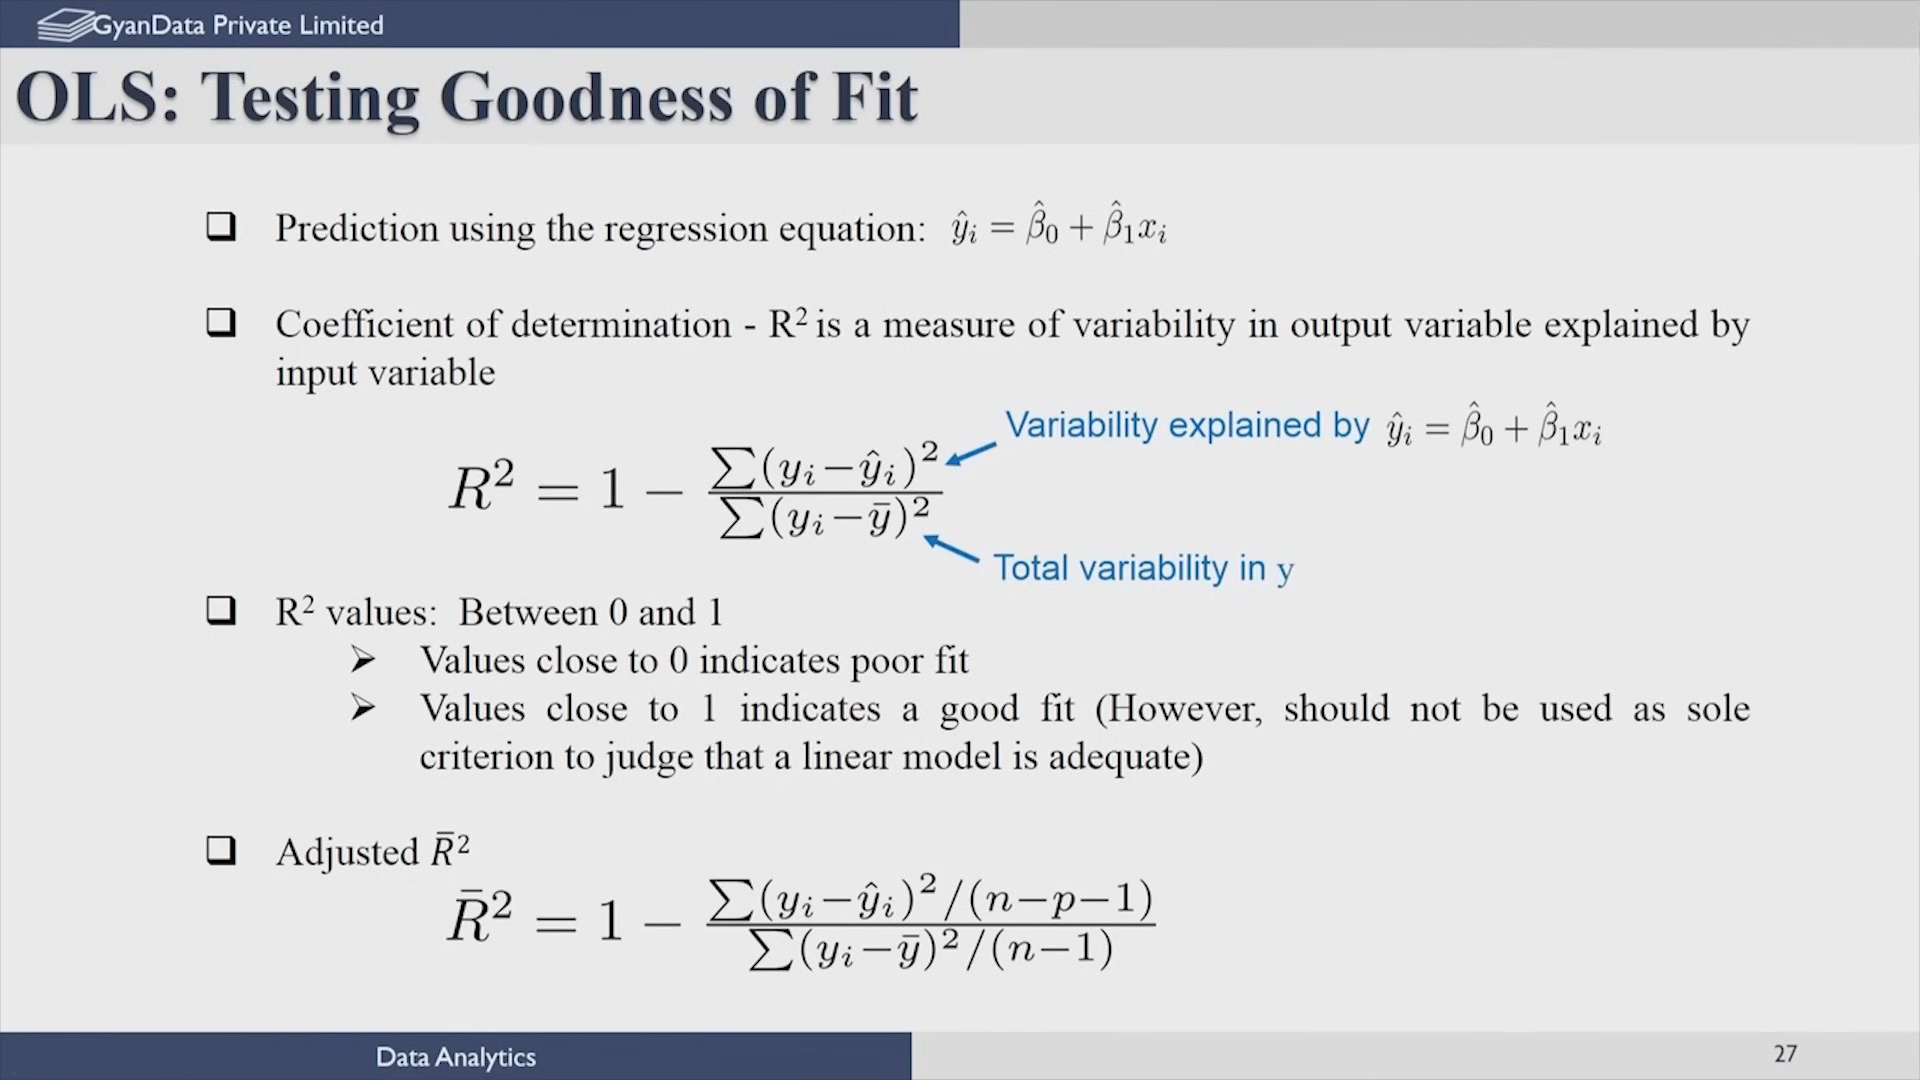 GyanData Private Limited
OLS: Testing Goodness of Fit
❑ Prediction using the regression equation: ŷᵢ = β̂₀ + β̂₁xᵢ
❑ Coefficient of determination - R² is a measure of variability in output variable explained by
input variable
Variability explained by ŷᵢ = β̂₀ + β̂₁xᵢ
R² = 1 − ∑(yᵢ−ŷᵢ)² / ∑(yᵢ−ȳ)²
Total variability in y
❑ R² values: Between 0 and 1
➢ Values close to 0 indicates poor fit
➢ Values close to 1 indicates a good fit (However, should not be used as sole
criterion to judge that a linear model is adequate)
❑ Adjusted R̄²
R̄² = 1 − ∑(yᵢ−ŷᵢ)²/(n−p−1) / ∑(yᵢ−ȳ)²/(n−1)
Data Analytics
27